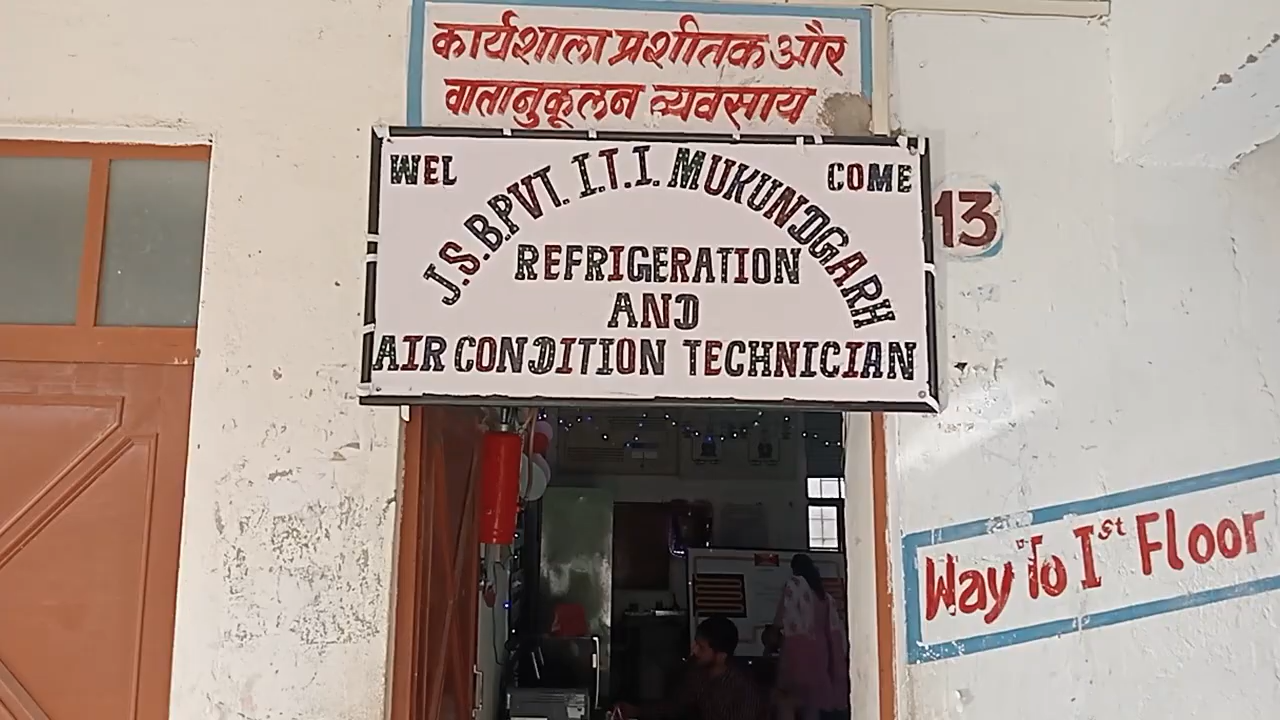 कार्यशाला प्रशीतक और
वातानुकूलन व्यवसाय
WEL COME
J.S.B.PVT. I.T.I. MUKUNDGARH
REFRIGERATION
AND
AIR CONDITION TECHNICIAN
13
Way To Ist Floor